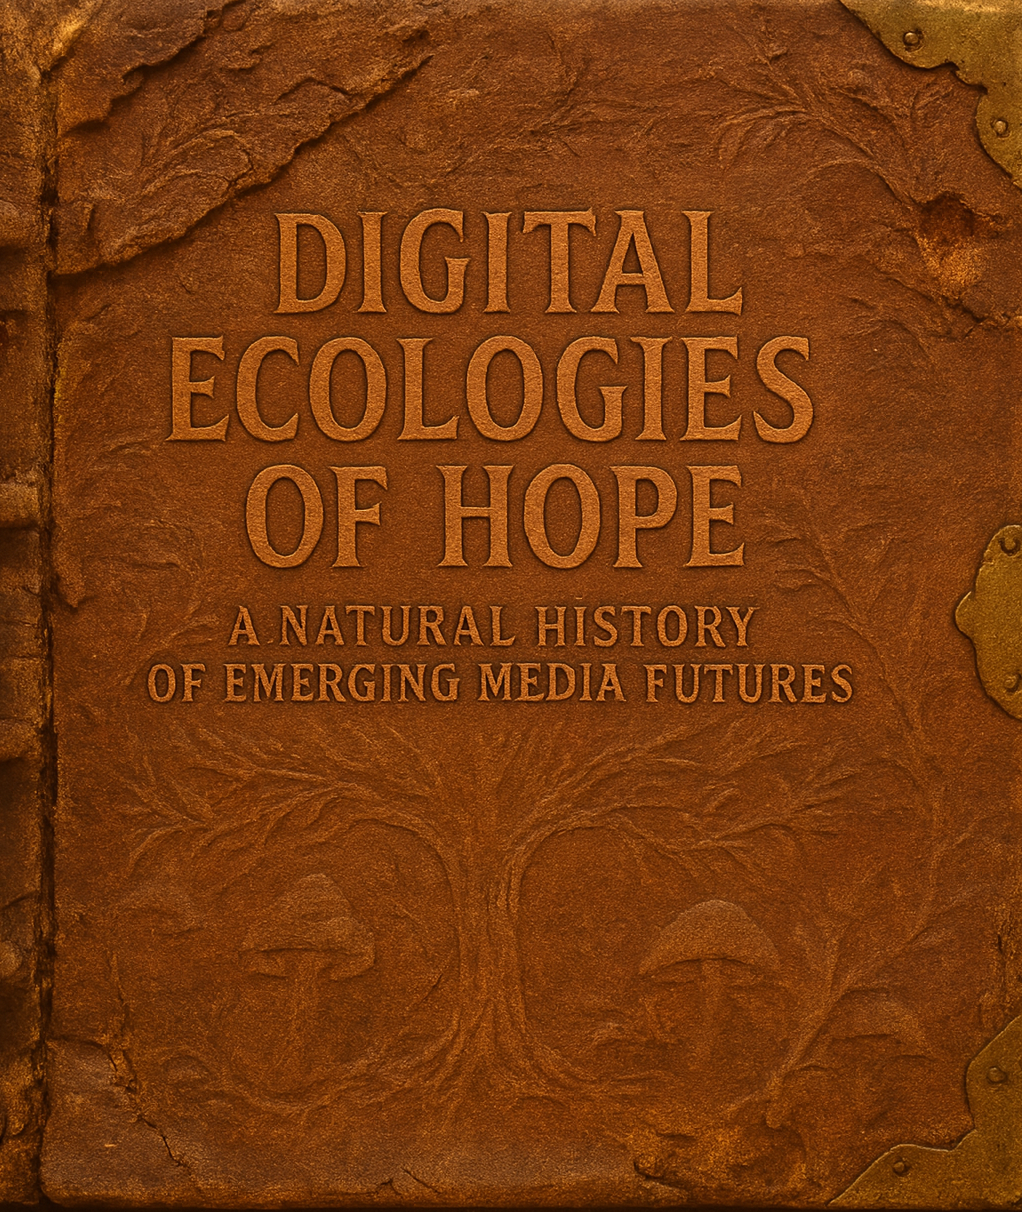 DIGITAL
ECOLOGIES
OF HOPE
A NATURAL HISTORY
OF EMERGING MEDIA FUTURES